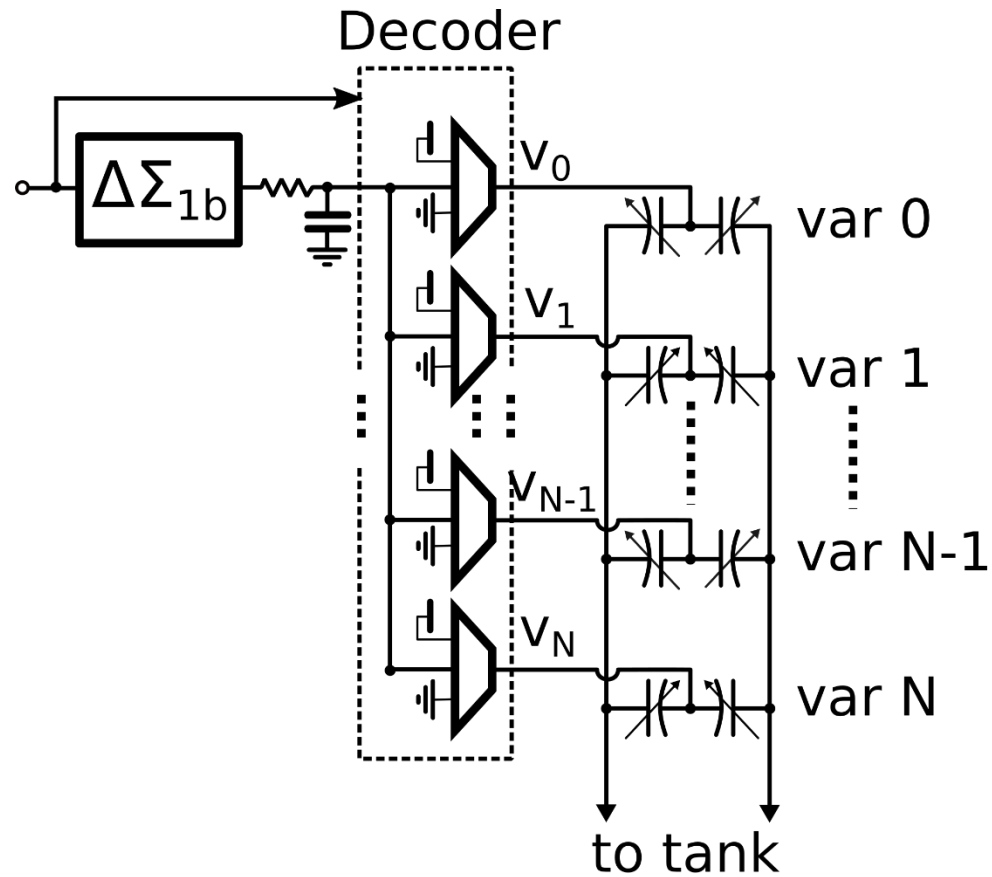 Decoder
ΔΣ1b
v0
var 0
v1
var 1
vN-1
var N-1
vN
var N
to tank